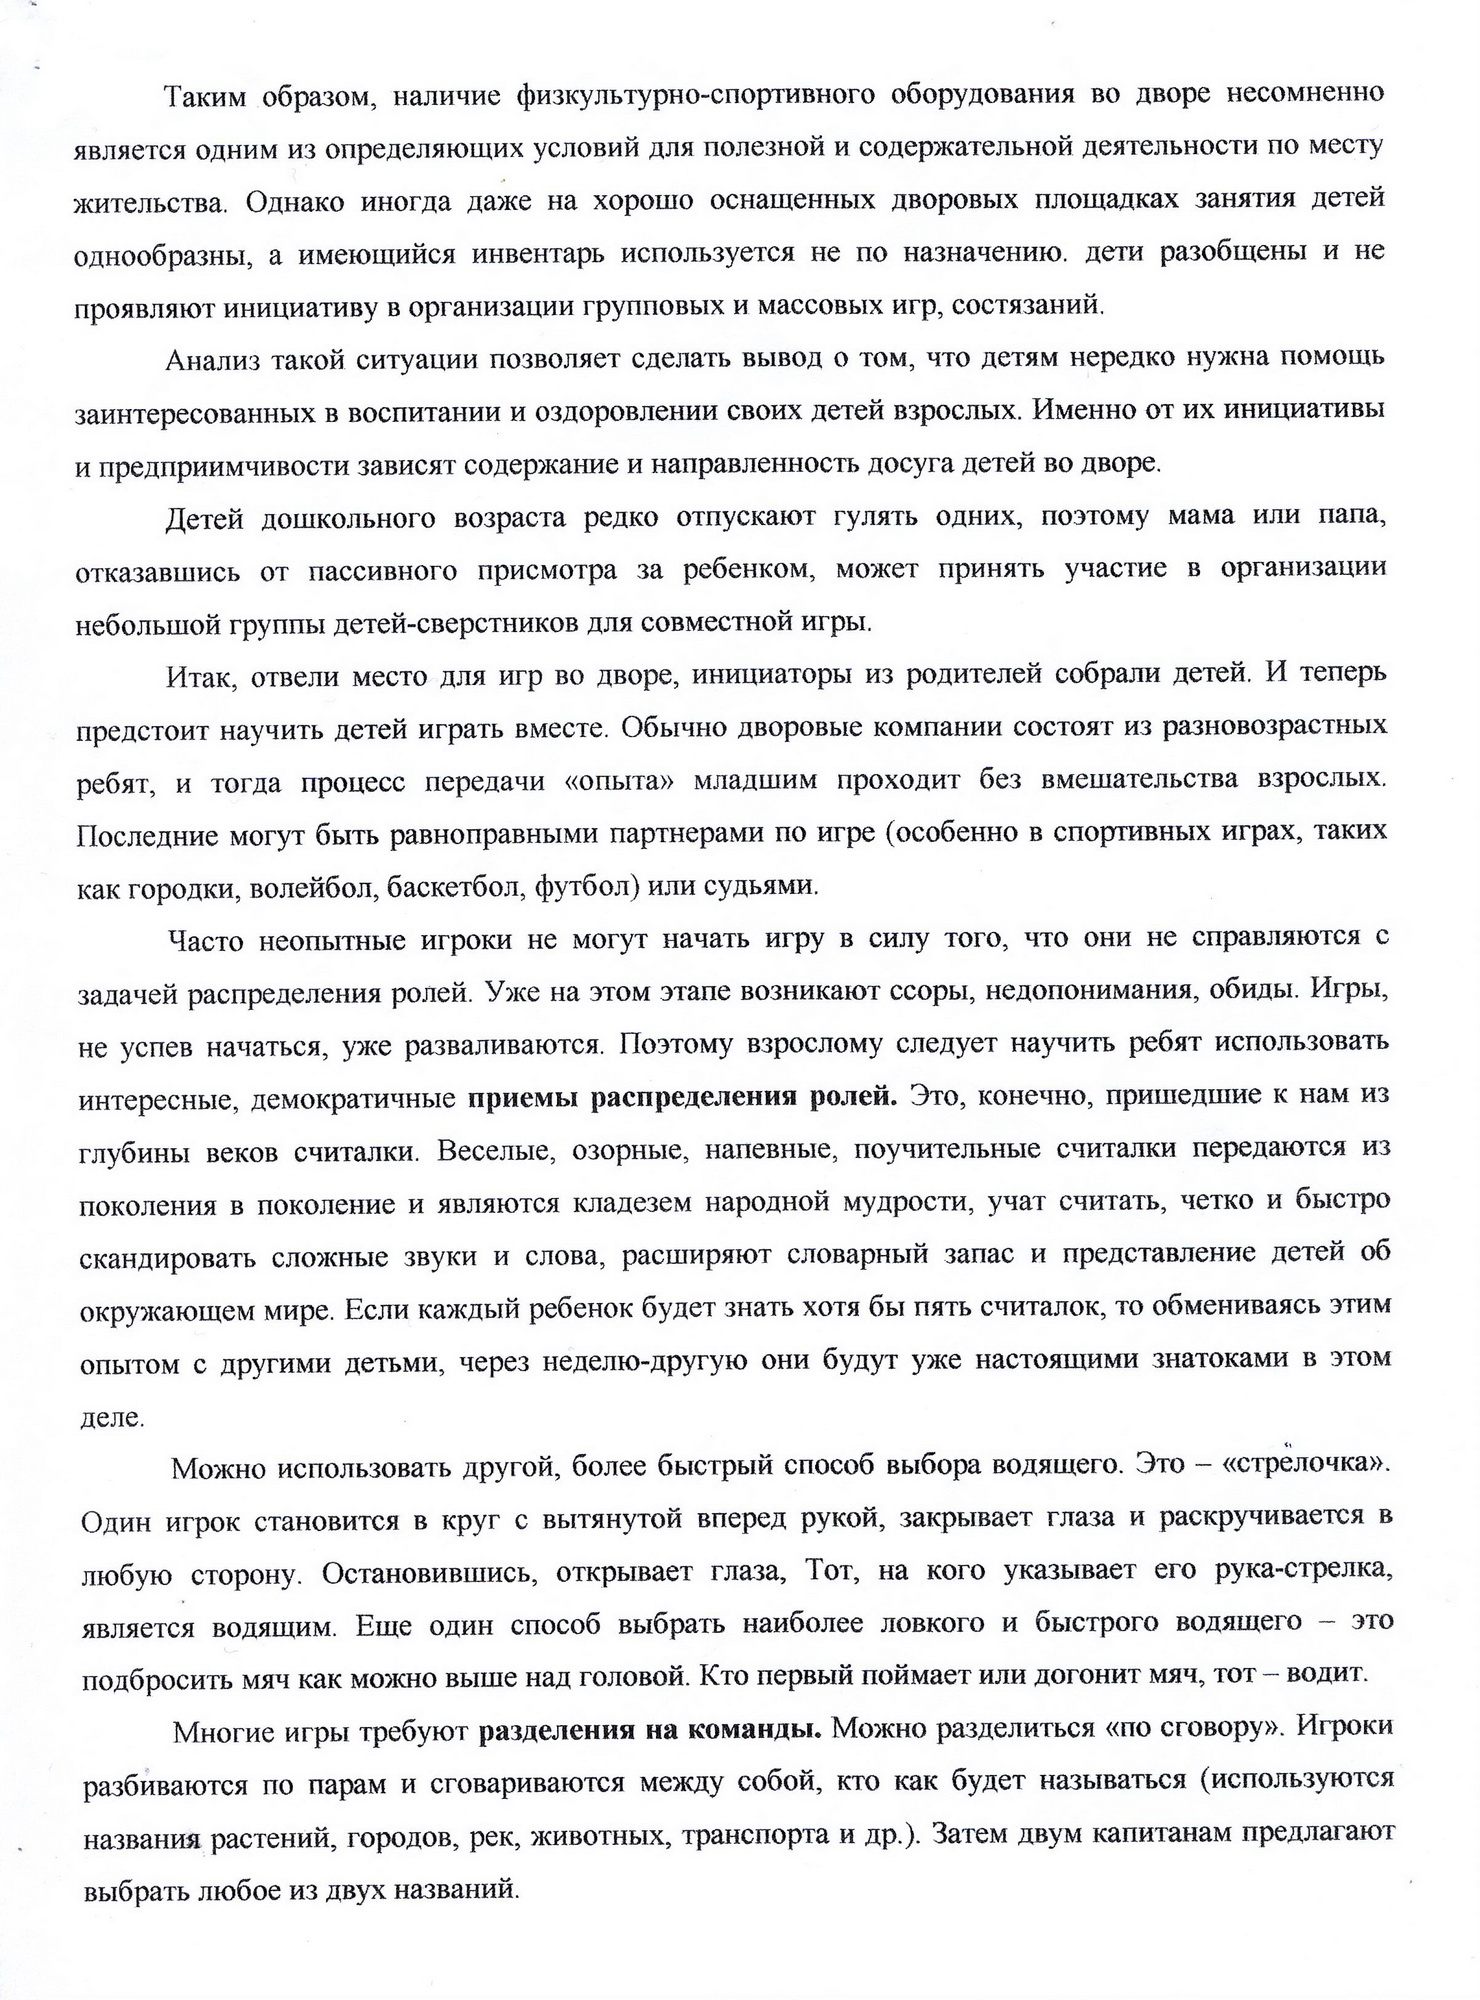 Таким образом, наличие физкультурно-спортивного оборудования во дворе несомненно
является одним из определяющих условий для полезной и содержательной деятельности по месту
жительства. Однако иногда даже на хорошо оснащенных дворовых площадках занятия детей
однообразны, а имеющийся инвентарь используется не по назначению. дети разобщены и не
проявляют инициативу в организации групповых и массовых игр, состязаний.
Анализ такой ситуации позволяет сделать вывод о том, что детям нередко нужна помощь
заинтересованных в воспитании и оздоровлении своих детей взрослых. Именно от их инициативы
и предприимчивости зависят содержание и направленность досуга детей во дворе.
Детей дошкольного возраста редко отпускают гулять одних, поэтому мама или папа,
отказавшись от пассивного присмотра за ребенком, может принять участие в организации
небольшой группы детей-сверстников для совместной игры.
Итак, отвели место для игр во дворе, инициаторы из родителей собрали детей. И теперь
предстоит научить детей играть вместе. Обычно дворовые компании состоят из разновозрастных
ребят, и тогда процесс передачи «опыта» младшим проходит без вмешательства взрослых.
Последние могут быть равноправными партнерами по игре (особенно в спортивных играх, таких
как городки, волейбол, баскетбол, футбол) или судьями.
Часто неопытные игроки не могут начать игру в силу того, что они не справляются с
задачей распределения ролей. Уже на этом этапе возникают ссоры, недопонимания, обиды. Игры,
не успев начаться, уже разваливаются. Поэтому взрослому следует научить ребят использовать
интересные, демократичные приемы распределения ролей. Это, конечно, пришедшие к нам из
глубины веков считалки. Веселые, озорные, напевные, поучительные считалки передаются из
поколения в поколение и являются кладезем народной мудрости, учат считать, четко и быстро
скандировать сложные звуки и слова, расширяют словарный запас и представление детей об
окружающем мире. Если каждый ребенок будет знать хотя бы пять считалок, то обмениваясь этим
опытом с другими детьми, через неделю-другую они будут уже настоящими знатоками в этом
деле.
Можно использовать другой, более быстрый способ выбора водящего. Это – «стрелочка».
Один игрок становится в круг с вытянутой вперед рукой, закрывает глаза и раскручивается в
любую сторону. Остановившись, открывает глаза, Тот, на кого указывает его рука-стрелка,
является водящим. Еще один способ выбрать наиболее ловкого и быстрого водящего – это
подбросить мяч как можно выше над головой. Кто первый поймает или догонит мяч, тот – водит.
Многие игры требуют разделения на команды. Можно разделиться «по сговору». Игроки
разбиваются по парам и сговариваются между собой, кто как будет называться (используются
названия растений, городов, рек, животных, транспорта и др.). Затем двум капитанам предлагают
выбрать любое из двух названий.